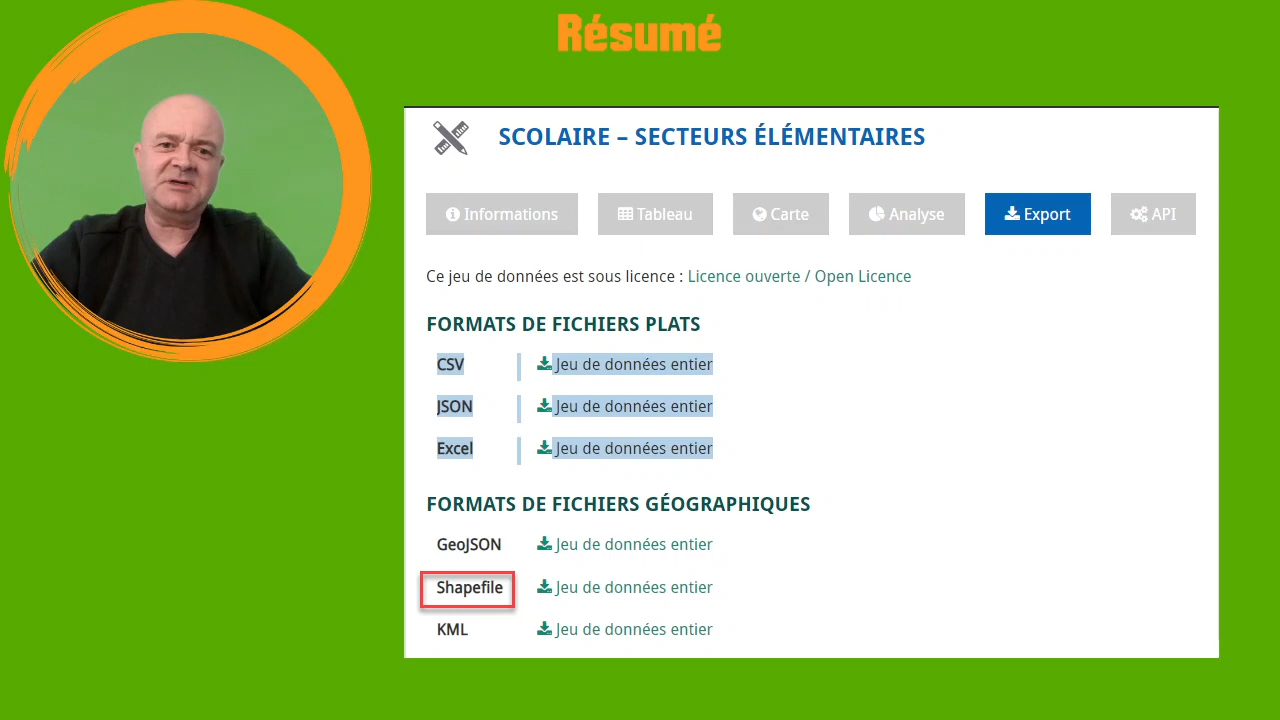 Résumé
SCOLAIRE – SECTEURS ÉLÉMENTAIRES
Informations Tableau Carte Analyse Export API
Ce jeu de données est sous licence : Licence ouverte / Open Licence
FORMATS DE FICHIERS PLATS
CSV Jeu de données entier
JSON Jeu de données entier
Excel Jeu de données entier
FORMATS DE FICHIERS GÉOGRAPHIQUES
GeoJSON Jeu de données entier
Shapefile Jeu de données entier
KML Jeu de données entier